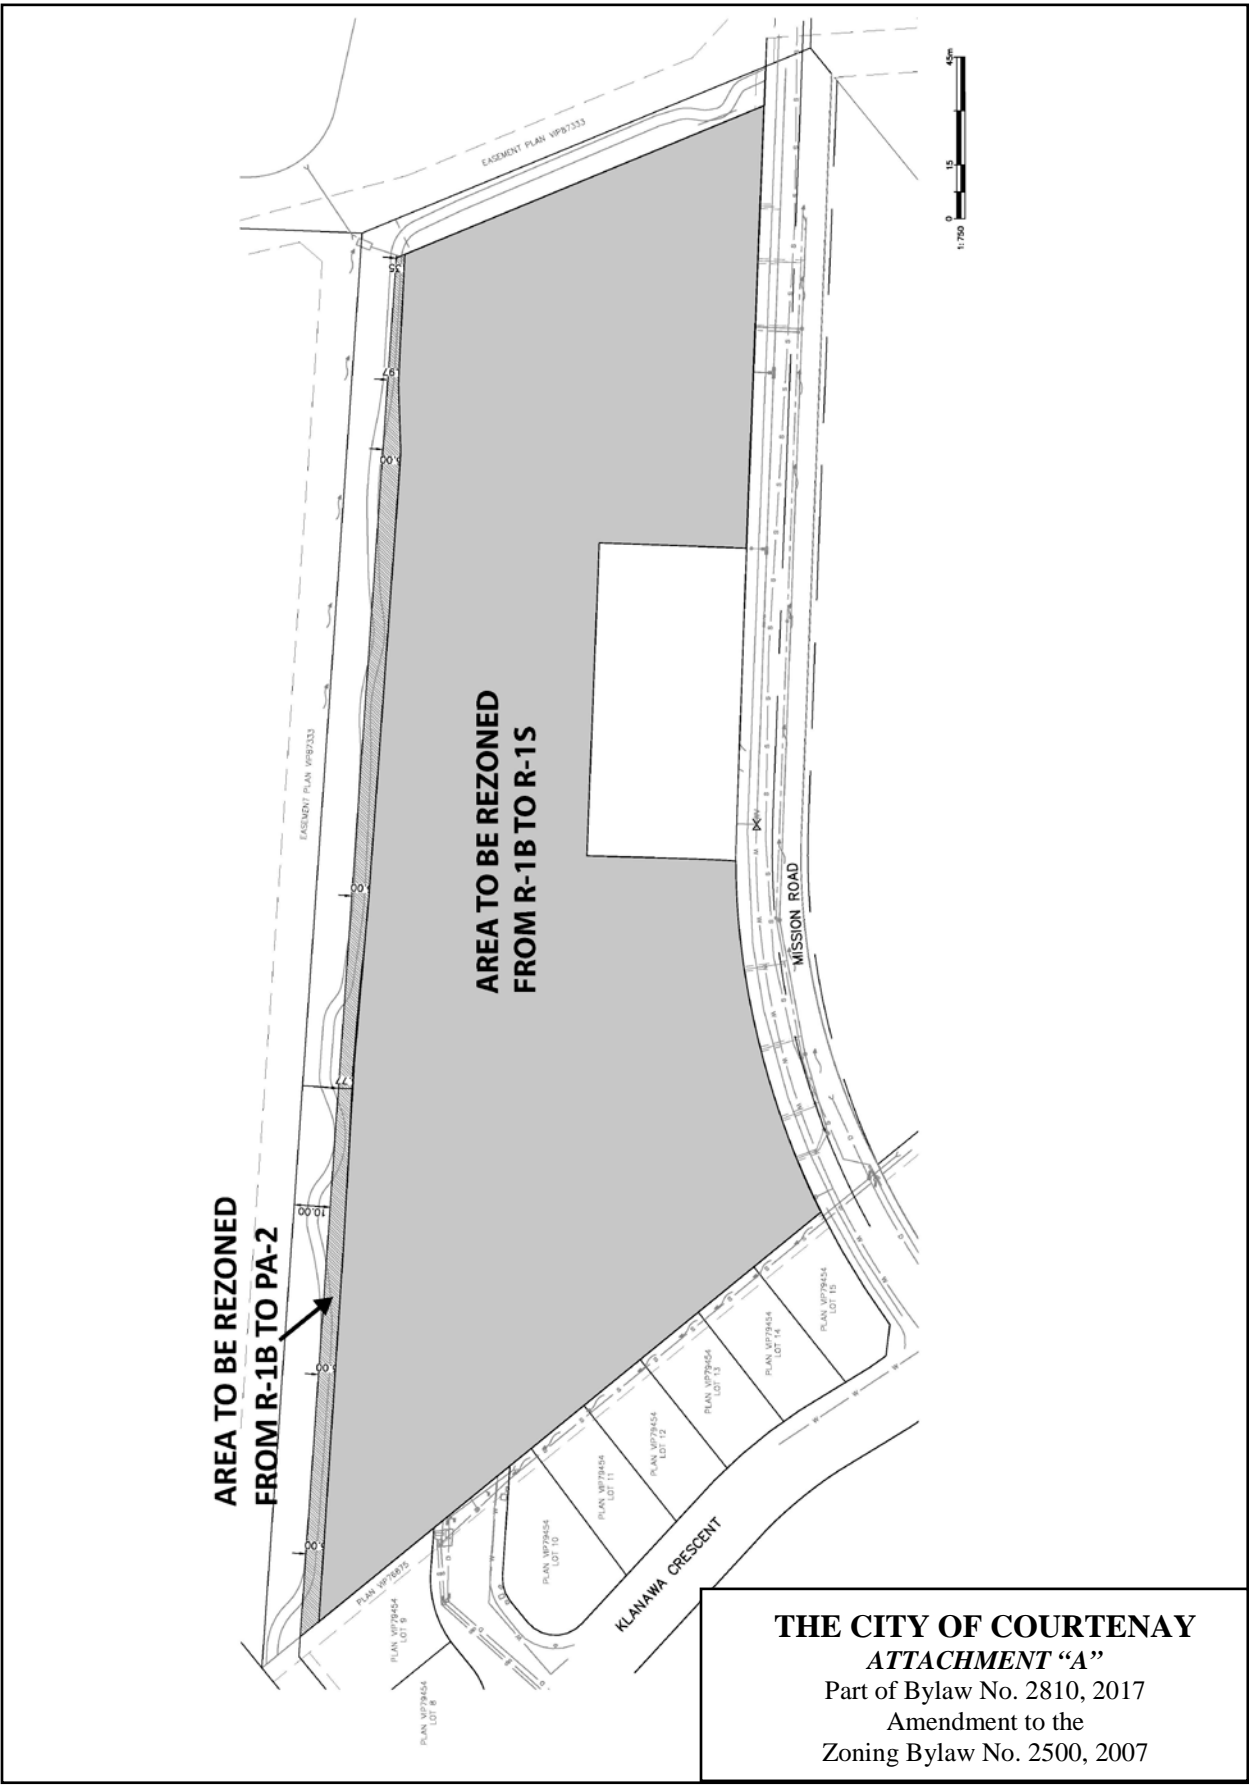 EASEMENT PLAN VIP87333
45m
15
0
1:750
EASEMENT PLAN VIP87333
AREA TO BE REZONED
FROM R-1B TO R-1S
MISSION ROAD
AREA TO BE REZONED
FROM R-1B TO PA-2
10.00
PLAN VIP76875
PLAN VIP79454
LOT 8
PLAN VIP79454
LOT 9
PLAN VIP79454
LOT 10
PLAN VIP79454
LOT 11
PLAN VIP79454
LOT 12
PLAN VIP79454
LOT 13
PLAN VIP79454
LOT 14
PLAN VIP79454
LOT 15
KLANAWA CRESCENT
THE CITY OF COURTENAY
ATTACHMENT “A”
Part of Bylaw No. 2810, 2017
Amendment to the
Zoning Bylaw No. 2500, 2007